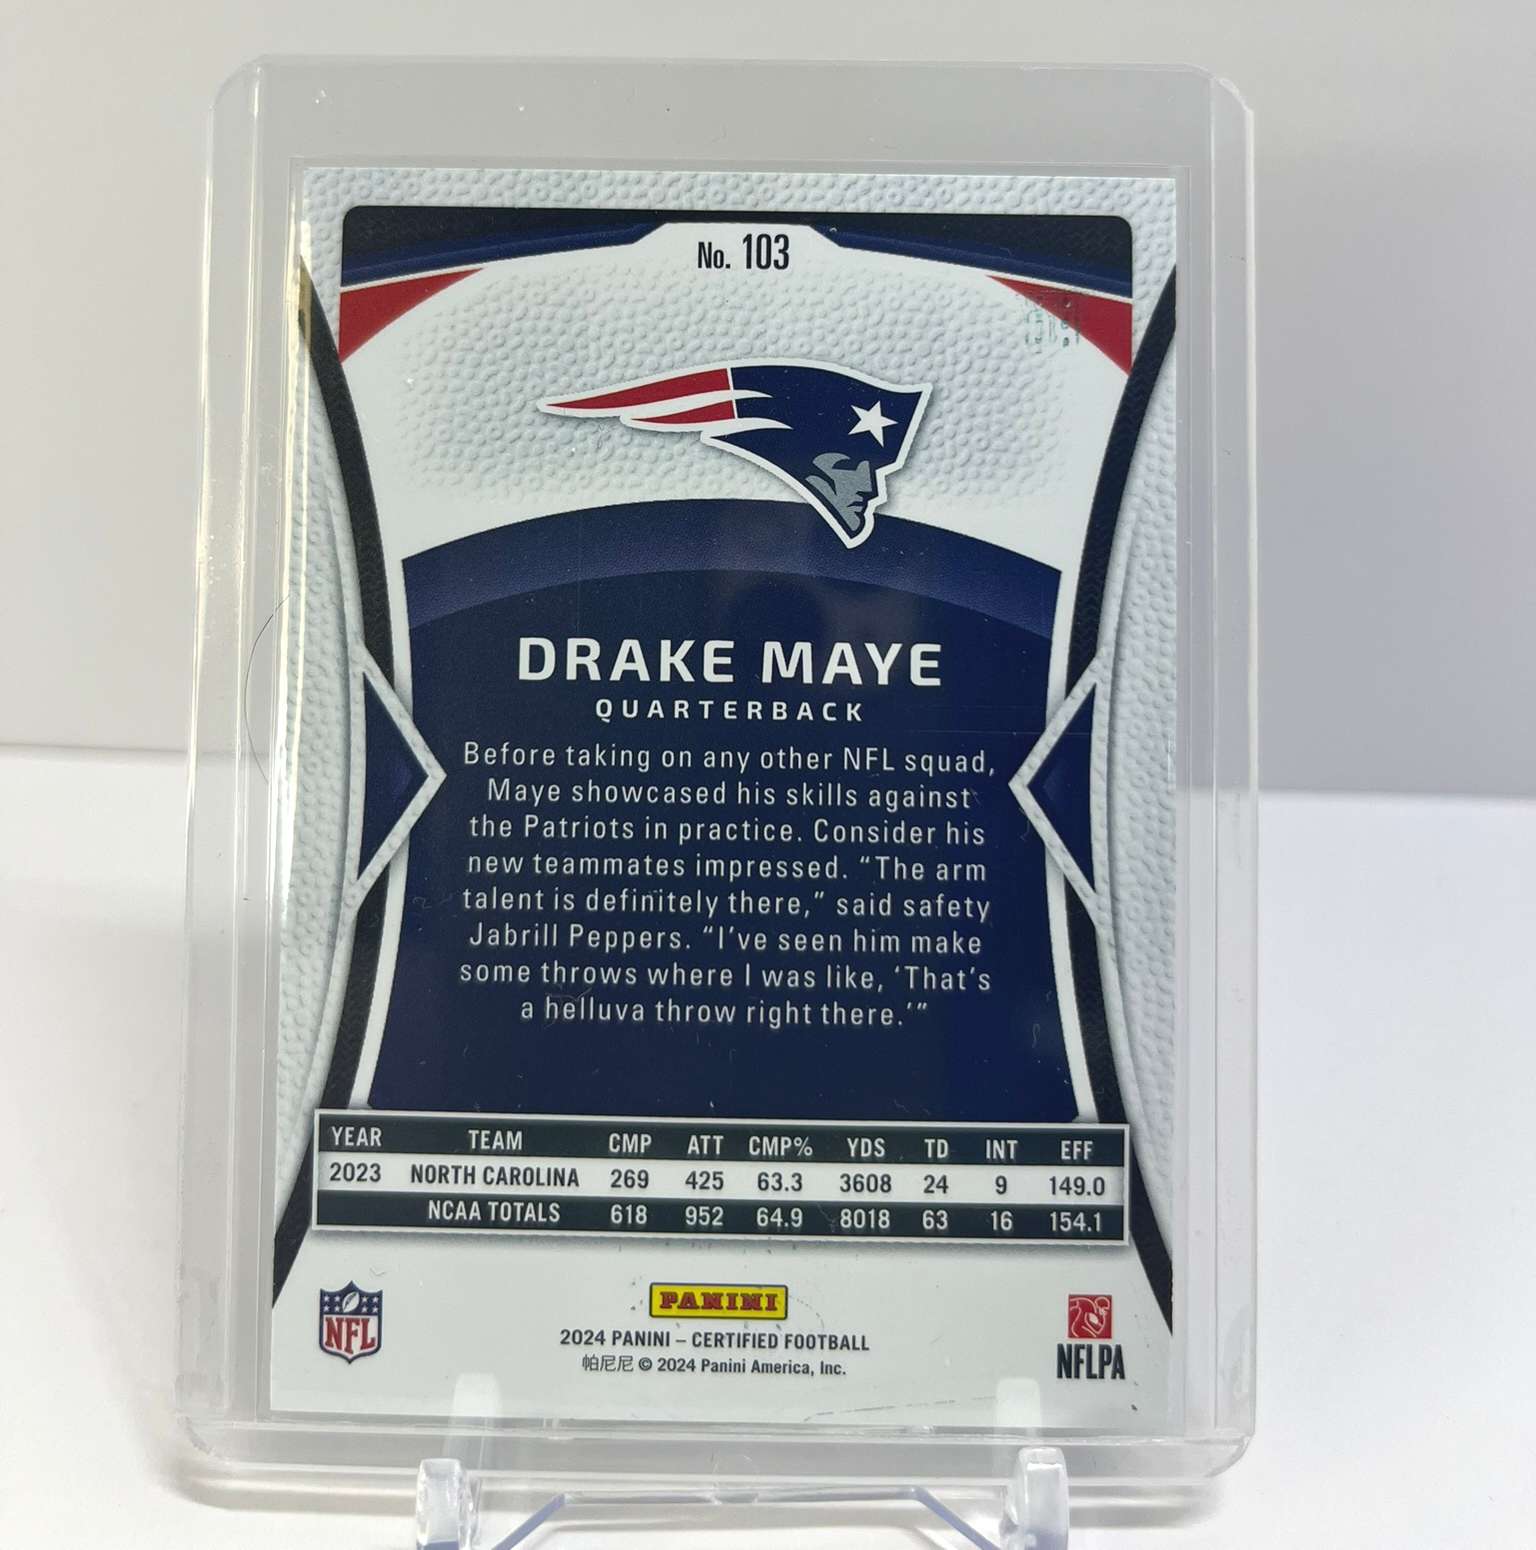 No. 103
DRAKE MAYE
QUARTERBACK
Before taking on any other NFL squad,
Maye showcased his skills against
the Patriots in practice. Consider his
new teammates impressed. “The arm
talent is definitely there,” said safety
Jabrill Peppers. “I’ve seen him make
some throws where I was like, ‘That’s
a helluva throw right there.’”
YEAR TEAM CMP ATT CMP% YDS TD INT EFF
2023 NORTH CAROLINA 269 425 63.3 3608 24 9 149.0
NCAA TOTALS 618 952 64.9 8018 63 16 154.1
NFL
PANINI
2024 PANINI – CERTIFIED FOOTBALL
帕尼尼 © 2024 Panini America, Inc.
NFLPA